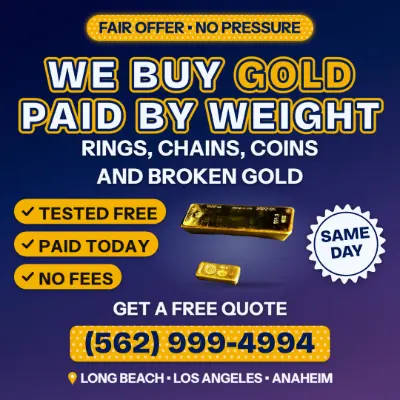 FAIR OFFER • NO PRESSURE
WE BUY GOLD
PAID BY WEIGHT
RINGS, CHAINS, COINS
AND BROKEN GOLD
✓ TESTED FREE
✓ PAID TODAY
✓ NO FEES
SAME
DAY
GET A FREE QUOTE
(562) 999-4994
LONG BEACH • LOS ANGELES • ANAHEIM